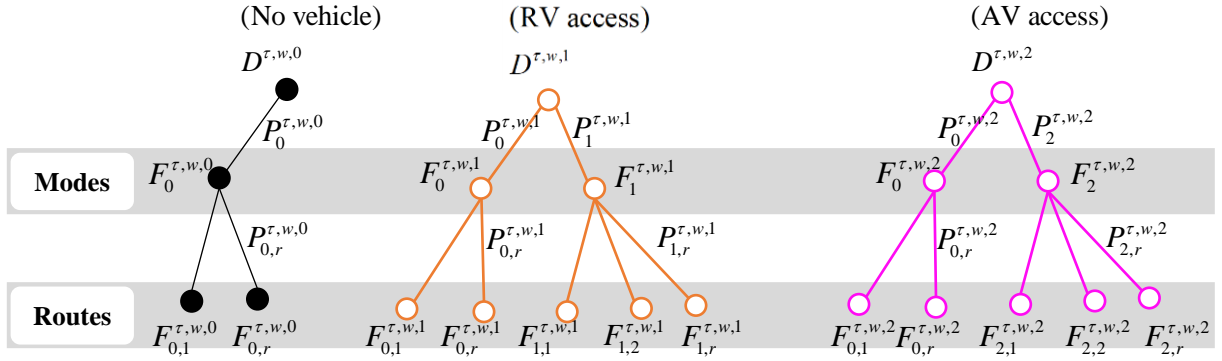 (No vehicle) (RV access) (AV access)
D^{τ,w,0} D^{τ,w,1} D^{τ,w,2}
P_0^{τ,w,0} P_0^{τ,w,1} P_1^{τ,w,1} P_0^{τ,w,2} P_2^{τ,w,2}
Modes F_0^{τ,w,0} F_0^{τ,w,1} F_1^{τ,w,1} F_0^{τ,w,2} F_2^{τ,w,2}
P_{0,r}^{τ,w,0} P_{0,r}^{τ,w,1} P_{1,r}^{τ,w,1} P_{0,r}^{τ,w,2} P_{2,r}^{τ,w,2}
Routes
F_{0,1}^{τ,w,0} F_{0,r}^{τ,w,0} F_{0,1}^{τ,w,1} F_{0,r}^{τ,w,1} F_{1,1}^{τ,w,1} F_{1,2}^{τ,w,1} F_{1,r}^{τ,w,1} F_{0,1}^{τ,w,2} F_{0,r}^{τ,w,2} F_{2,1}^{τ,w,2} F_{2,2}^{τ,w,2} F_{2,r}^{τ,w,2}